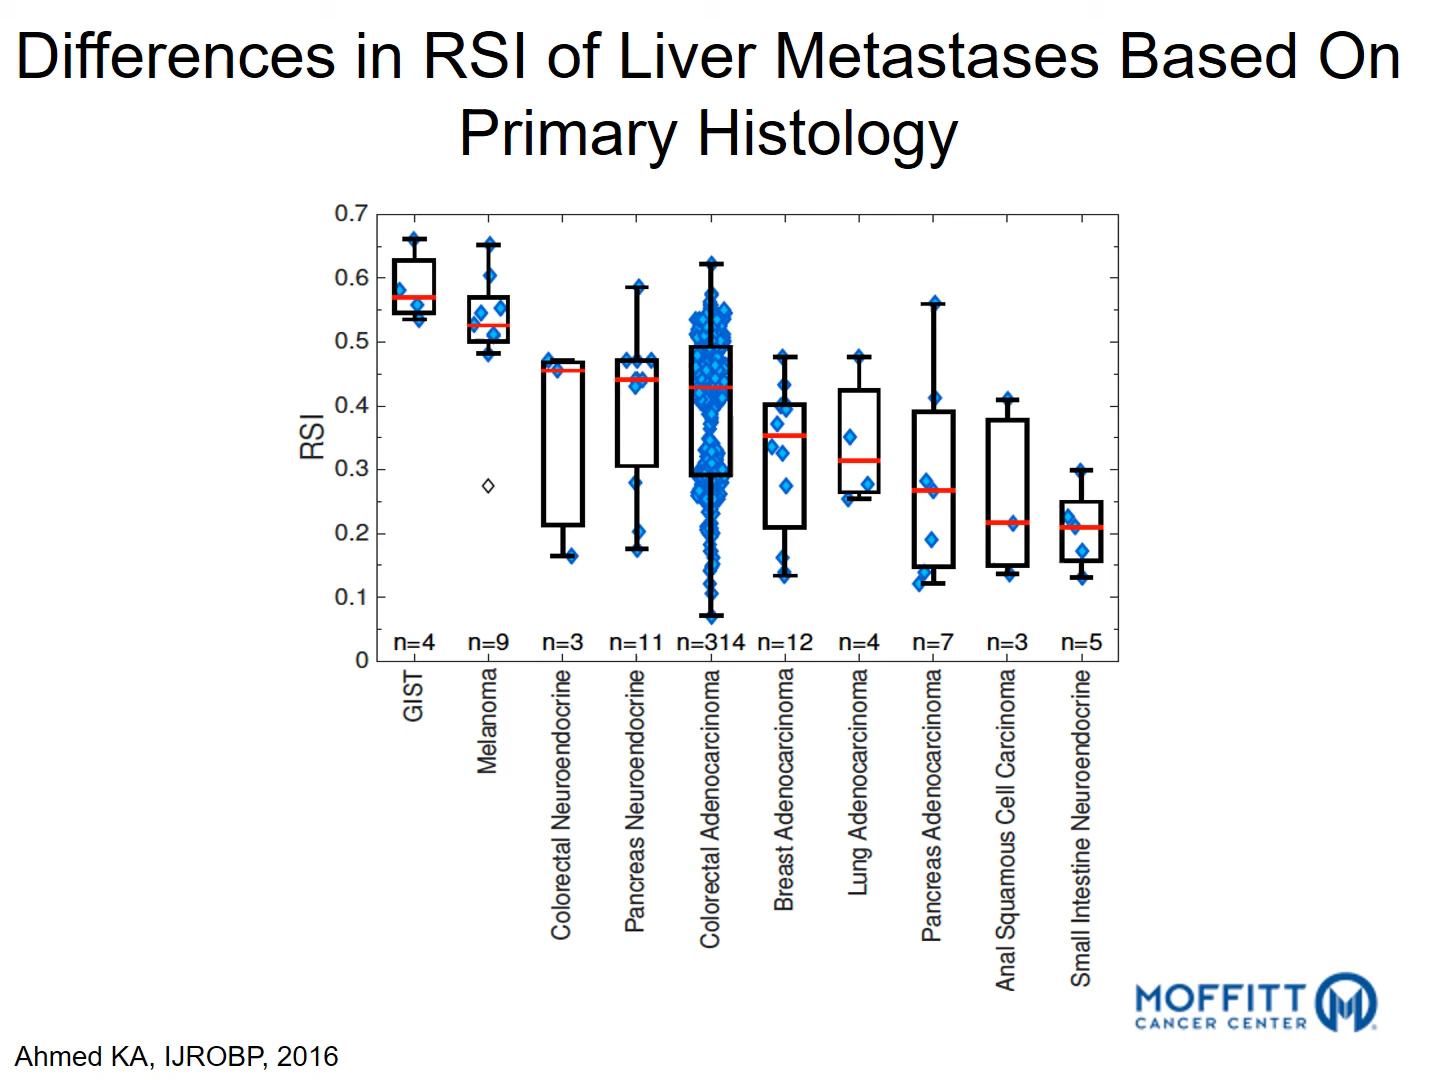 Differences in RSI of Liver Metastases Based On
Primary Histology
0.7
0.6
0.5
0.4
0.3
0.2
0.1
0
RSI
n=4 n=9 n=3 n=11 n=314 n=12 n=4 n=7 n=3 n=5
GIST
Melanoma
Colorectal Neuroendocrine
Pancreas Neuroendocrine
Colorectal Adenocarcinoma
Breast Adenocarcinoma
Lung Adenocarcinoma
Pancreas Adenocarcinoma
Anal Squamous Cell Carcinoma
Small Intestine Neuroendocrine
MOFFITT
CANCER CENTER
Ahmed KA, IJROBP, 2016